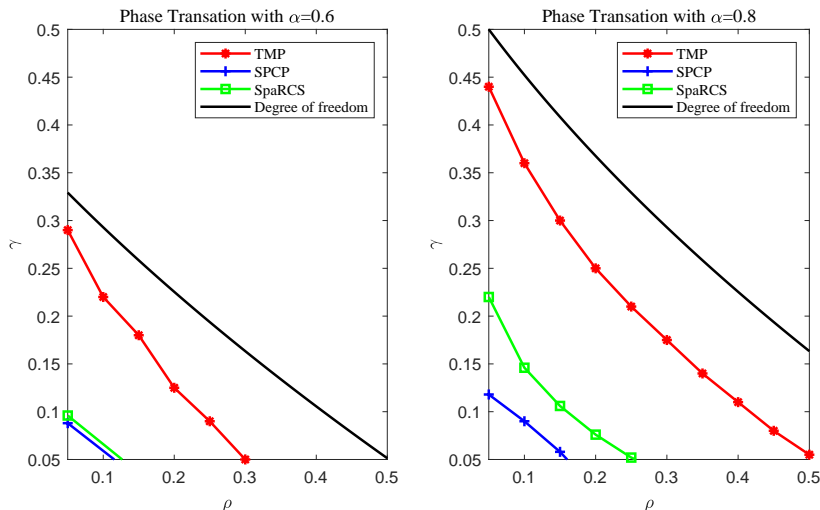 Phase Transation with α=0.6
0.5
0.45
0.4
0.35
0.3
0.25
0.2
0.15
0.1
0.05
γ
TMP
SPCP
SpaRCS
Degree of freedom
0.1 0.2 0.3 0.4 0.5
ρ
Phase Transation with α=0.8
0.5
0.45
0.4
0.35
0.3
0.25
0.2
0.15
0.1
0.05
γ
TMP
SPCP
SpaRCS
Degree of freedom
0.1 0.2 0.3 0.4 0.5
ρ